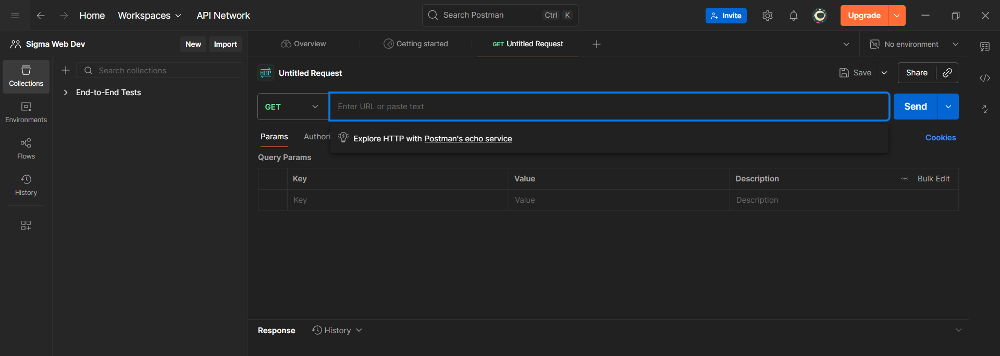 Home Workspaces API Network Search Postman Ctrl K Invite Upgrade
Sigma Web Dev New Import Overview Getting started GET Untitled Request No environment
Collections
Search collections
End-to-End Tests
Environments
Flows
History
HTTP Untitled Request Save Share
GET Enter URL or paste text Send
Params Authori Cookies
Explore HTTP with Postman's echo service
Query Params
Key Value Description Bulk Edit
Key Value Description
Response History